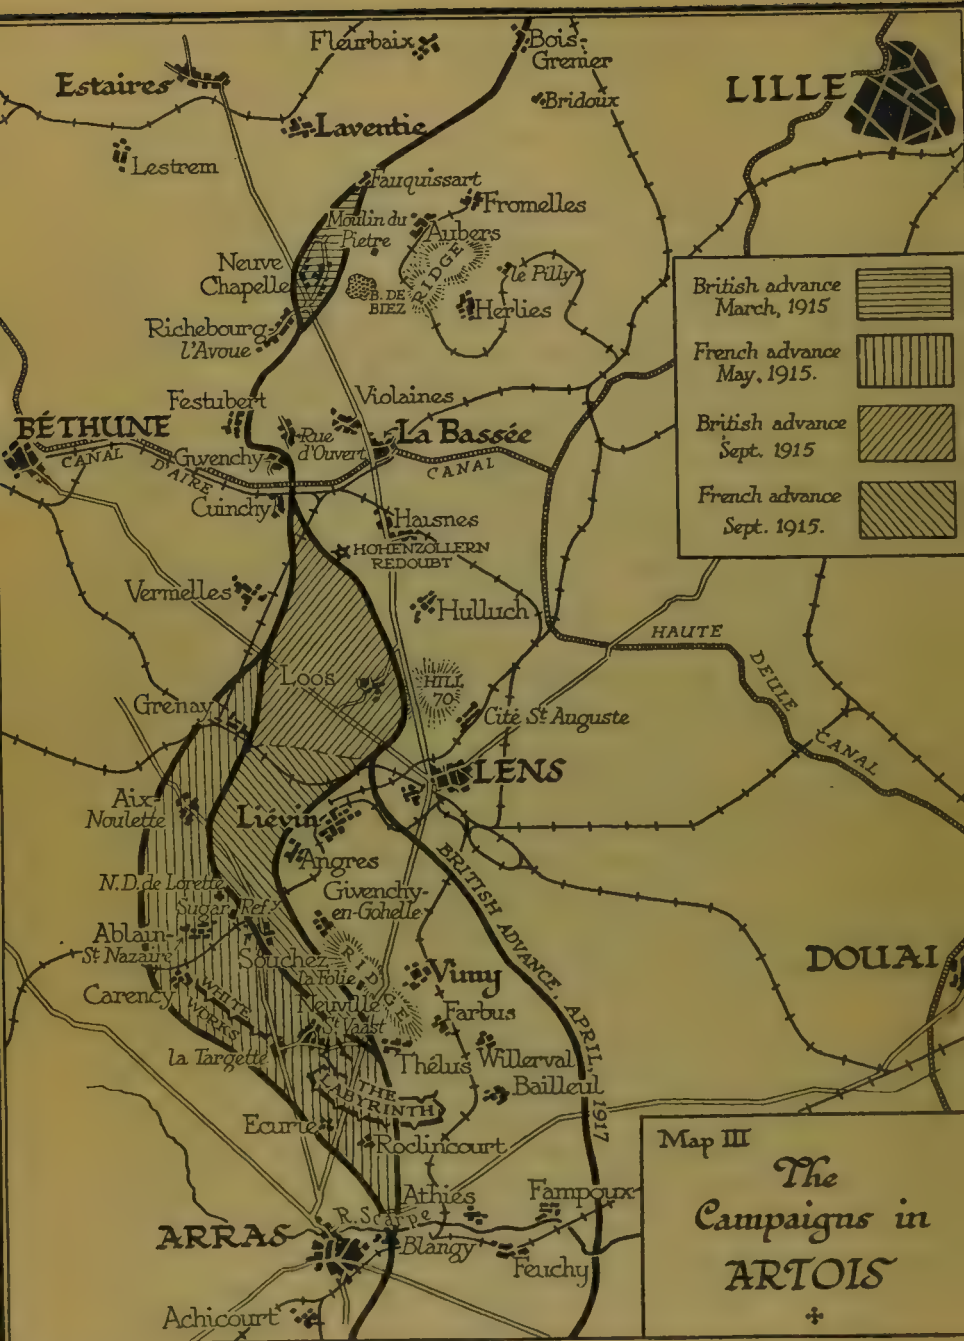 Fleurbaix
Bois-
Grenier
Estaires
LILLE
Bridoux
Laventie
Lestrem
Fauquissart
Fromelles
Moulin du
Pietre
Aubers
RIDGE
Neuve
Chapelle
B. DE
BIEZ
le Pilly
Herlies
Richebourg
l'Avoue
British advance
March, 1915
French advance
May, 1915.
British advance
Sept. 1915
French advance
Sept. 1915.
Festubert
Violaines
BÉTHUNE
Rue
d'Ouvert
La Bassée
CANAL
D'AIRE
Givenchy
CANAL
Cuinchy
Haisnes
HOHENZOLLERN
REDOUBT
Vermelles
Hulluch
HAUTE
DEULE
CANAL
Loos
HILL
70
Grenay
Cité St Auguste
LENS
Aix-
Noulette
Liévin
Angres
BRITISH ADVANCE, APRIL, 1917
N.D. de Lorette
Givenchy-
en-Gohelle
Sugar Ref.y
Ablain-
St Nazaire
Souchez
RIDGE
DOUAI
la Folie
Vimy
Carency
WHITE
WORKS
Neuville
St Vaast
Farbus
la Targette
Thélus
Willerval
THE
LABYRINTH
Bailleul
Ecurie
Roclincourt
Map III
The
Campaigns in
ARTOIS
Athies
Fampoux
R. Scarpe
ARRAS
Blangy
Feuchy
Achicourt